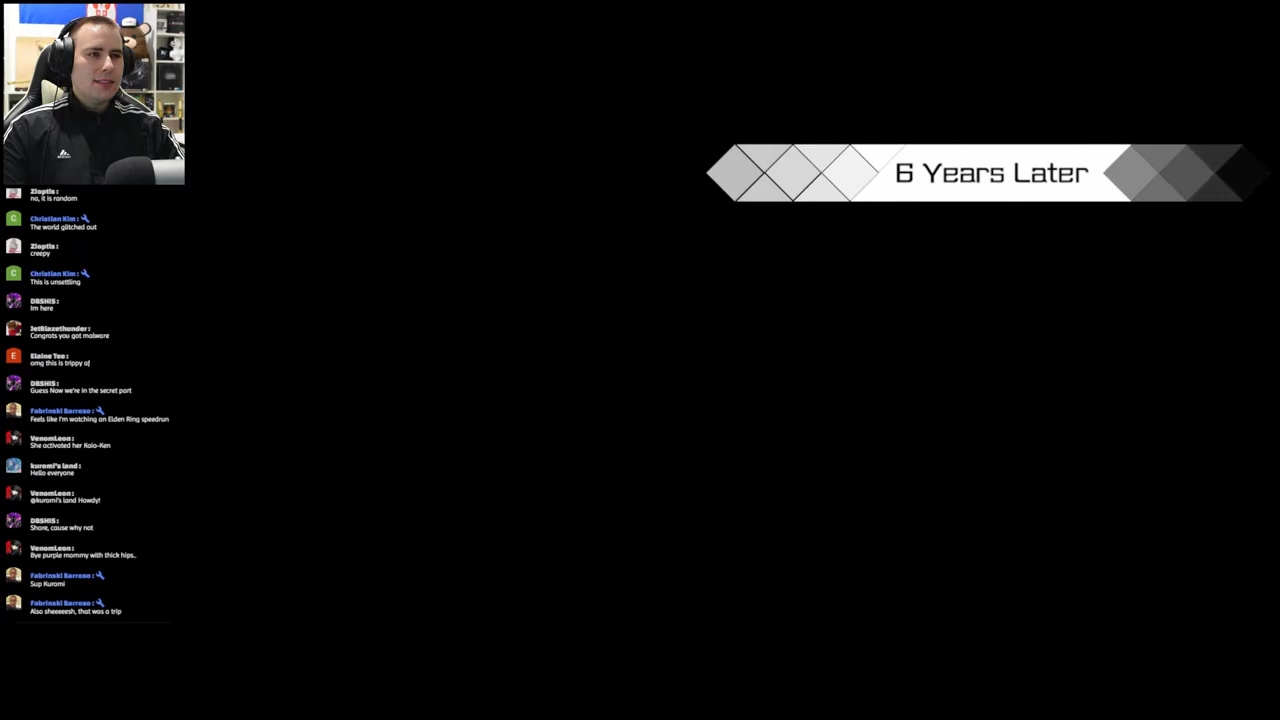 6 Years Later
Zioptis :
no, it is random
Christian Kim :
The world glitched out
Zioptis :
creepy
Christian Kim :
This is unsettling
DBSHIS :
Im here
JetBlazethunder :
Congrats you got malware
Elaine Teo :
omg this is trippy af
DBSHIS :
Guess Now we're in the secret part
Fabrinski Barroso :
Feels like I'm watching an Elden Ring speedrun
VenomLeon :
She activated her Kaio-Ken
kuromi's land :
Hello everyone
VenomLeon :
@kuromi's land Howdy!
DBSHIS :
Share, cause why not
VenomLeon :
Bye purple mommy with thick hips..
Fabrinski Barroso :
Sup Kuromi
Fabrinski Barroso :
Also sheeeeesh, that was a trip